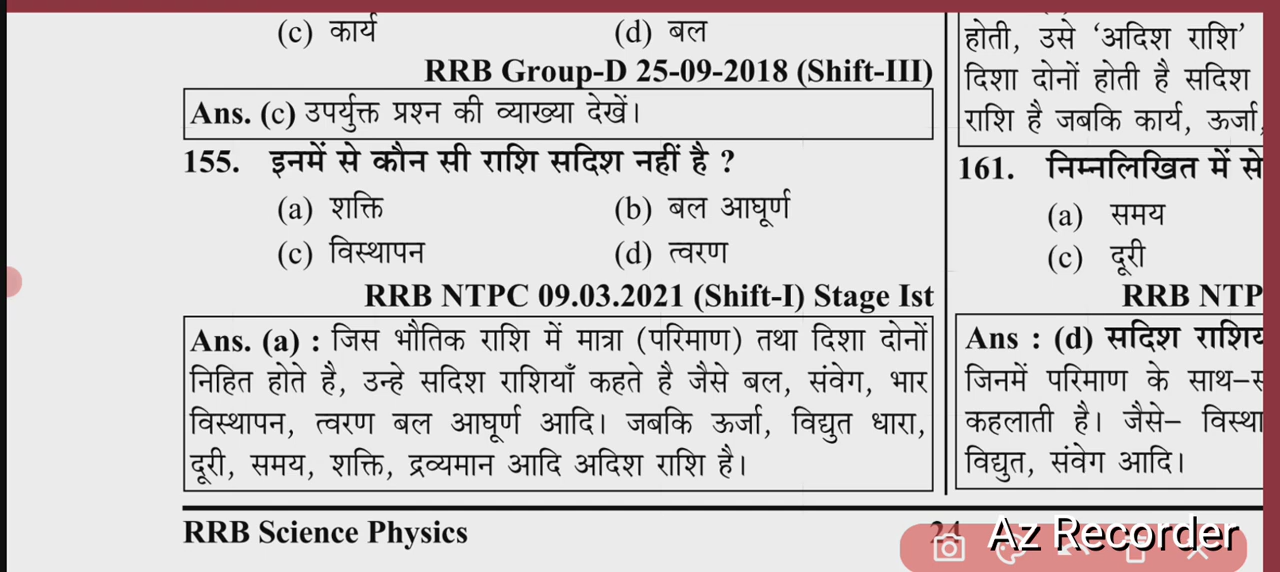 (c) कार्य (d) बल
RRB Group-D 25-09-2018 (Shift-III)
Ans. (c) उपर्युक्त प्रश्न की व्याख्या देखें।
155. इनमें से कौन सी राशि सदिश नहीं है ?
(a) शक्ति (b) बल आघूर्ण
(c) विस्थापन (d) त्वरण
RRB NTPC 09.03.2021 (Shift-I) Stage Ist
Ans. (a) : जिस भौतिक राशि में मात्रा (परिमाण) तथा दिशा दोनों
निहित होते है, उन्हे सदिश राशियाँ कहते है जैसे बल, संवेग, भार
विस्थापन, त्वरण बल आघूर्ण आदि। जबकि ऊर्जा, विद्युत धारा,
दूरी, समय, शक्ति, द्रव्यमान आदि अदिश राशि है।
होती, उसे ‘अदिश राशि’
दिशा दोनों होती है सदिश
राशि है जबकि कार्य, ऊर्जा,
161. निम्नलिखित में से
(a) समय
(c) दूरी
RRB NTP
Ans : (d) सदिश
जिनमें परिमाण के
कहलाती है। जैसे–
विद्युत, संवेग आदि।
RRB Science Physics
24
Az Recorder